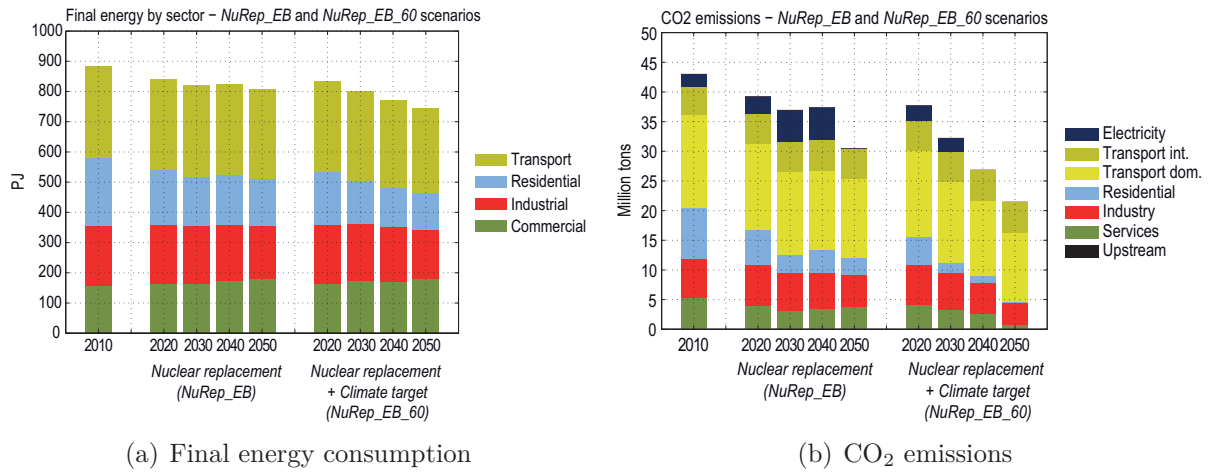 Final energy by sector – NuRep_EB and NuRep_EB_60 scenarios
1000
900
800
700
600
500
400
300
200
100
0
PJ
2010 2020 2030 2040 2050 2020 2030 2040 2050
Nuclear replacement
(NuRep_EB)
Nuclear replacement
+ Climate target
(NuRep_EB_60)
Transport
Residential
Industrial
Commercial
(a) Final energy consumption
CO2 emissions – NuRep_EB and NuRep_EB_60 scenarios
50
45
40
35
30
25
20
15
10
5
0
Million tons
2010 2020 2030 2040 2050 2020 2030 2040 2050
Nuclear replacement
(NuRep_EB)
Nuclear replacement
+ Climate target
(NuRep_EB_60)
Electricity
Transport int.
Transport dom.
Residential
Industry
Services
Upstream
(b) CO₂ emissions